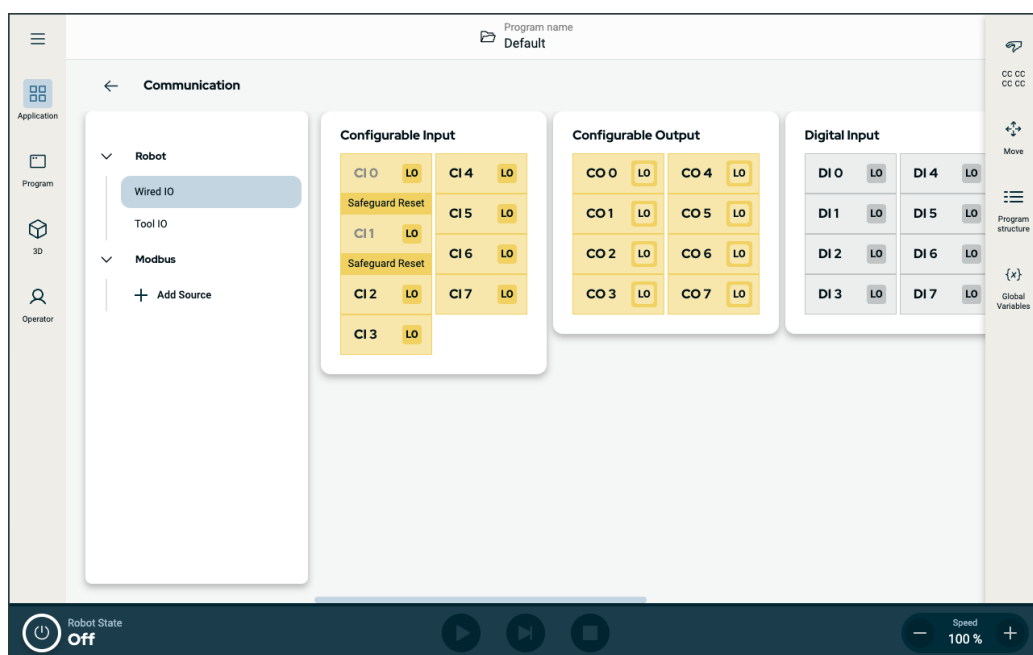 Program name
Default
Application
Program
3D
Operator
Communication
Robot
Wired IO
Tool IO
Modbus
Add Source
Configurable Input
CI 0 LO CI 4 LO
Safeguard Reset
CI 5 LO
CI 1 LO
CI 6 LO
Safeguard Reset
CI 2 LO CI 7 LO
CI 3 LO
Configurable Output
CO 0 LO CO 4 LO
CO 1 LO CO 5 LO
CO 2 LO CO 6 LO
CO 3 LO CO 7 LO
Digital Input
DI 0 LO DI 4 LO
DI 1 LO DI 5 LO
DI 2 LO DI 6 LO
DI 3 LO DI 7 LO
CC CC
CC CC
Move
Program
structure
{x}
Global
Variables
Robot State
Off
Speed
100 %